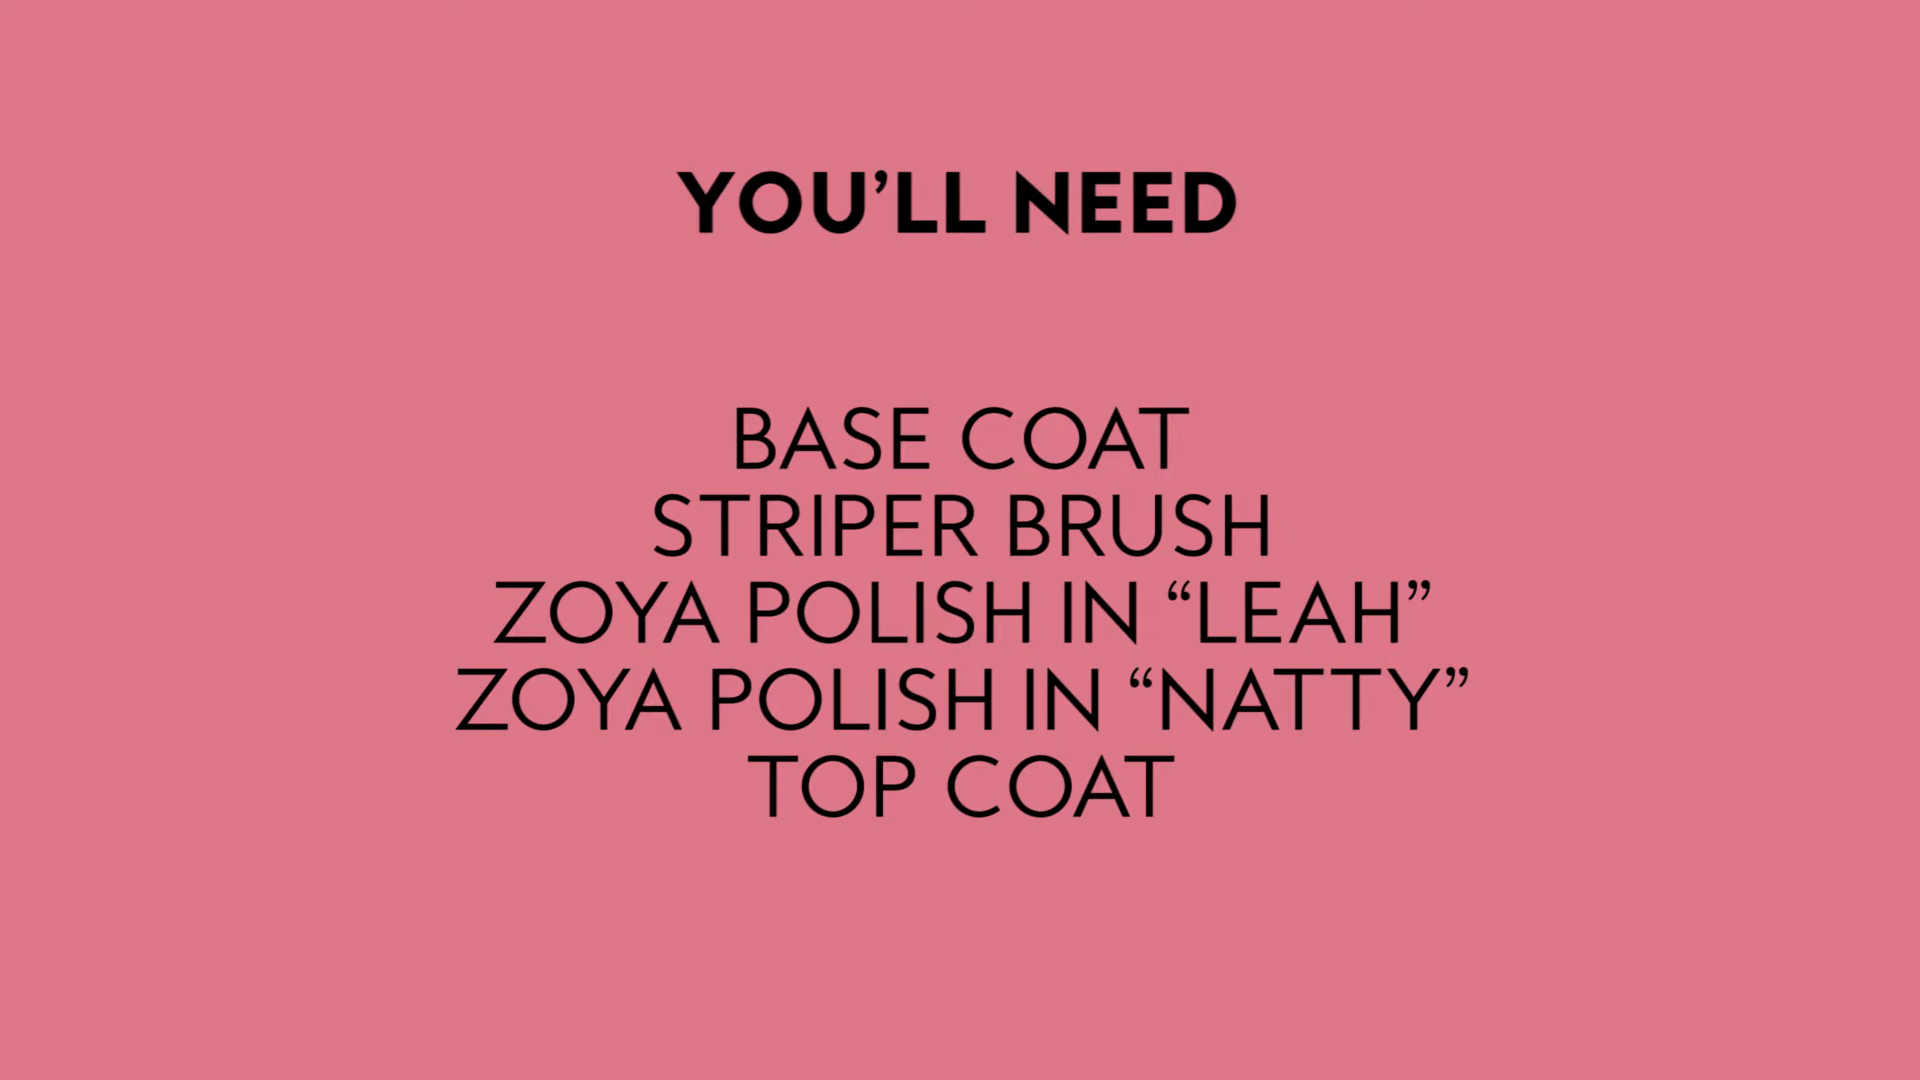 YOU’LL NEED
BASE COAT
STRIPER BRUSH
ZOYA POLISH IN “LEAH”
ZOYA POLISH IN “NATTY”
TOP COAT